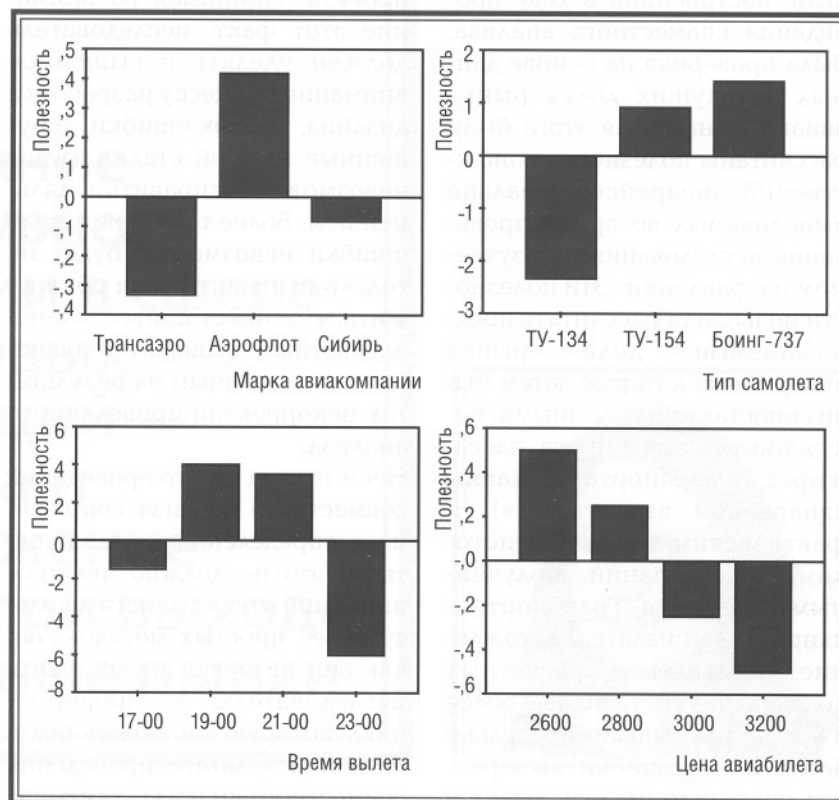 Полезность
,5
,4
,3
,2
,1
,0
-,1
-,2
-,3
-,4
Трансаэро Аэрофлот Сибирь
Марка авиакомпании
Полезность
2
1
0
-1
-2
-3
ТУ-134 ТУ-154 Боинг-737
Тип самолета
Полезность
6
4
2
0
-2
-4
-6
-8
17-00 19-00 21-00 23-00
Время вылета
Полезность
,6
,4
,2
,0
-,2
-,4
-,6
2600 2800 3000 3200
Цена авиабилета